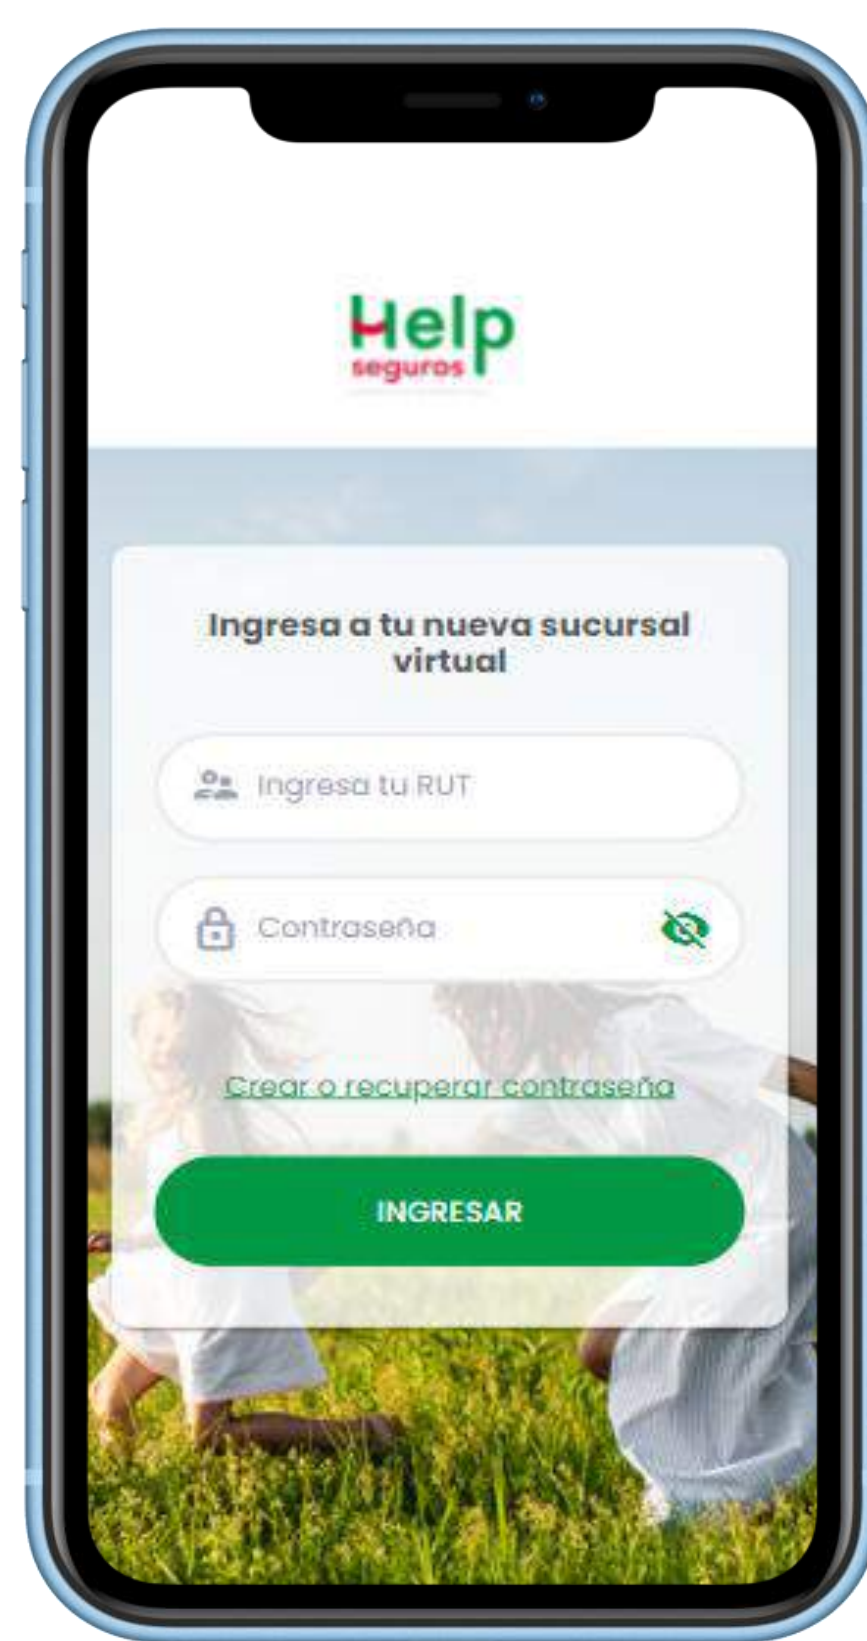 Help
seguros
Ingresa a tu nueva sucursal
virtual
Ingresa tu RUT
Contraseña
Crear o recuperar contraseña
INGRESAR